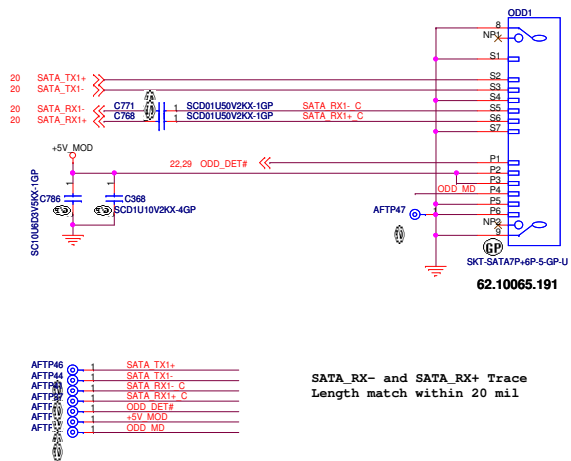 ODD1
8
NP1
S1
20 SATA_TX1+ S2
20 SATA_TX1- S3
S4
20 SATA_RX1- C771 1 SCD01U50V2KX-1GP SATA_RX1-_C S5
20 SATA_RX1+ C768 1 SCD01U50V2KX-1GP SATA_RX1+_C S6
S7
+5V_MOD
22,29 ODD_DET# P1
P2
P3
ODD_MD P4
P5
P6
1 1
C786 C368
SC10U6D3V5KX-1GP
SCD1U10V2KX-4GP
AFTP47 1
NP2
9
GP
SKT-SATA7P+6P-5-GP-U
62.10065.191
AFTP46 1 SATA_TX1+
AFTP44 1 SATA_TX1-
1 SATA_RX1-_C
1 SATA_RX1+_C
1 ODD_DET#
1 +5V_MOD
1 ODD_MD
SATA_RX- and SATA_RX+ Trace
Length match within 20 mil